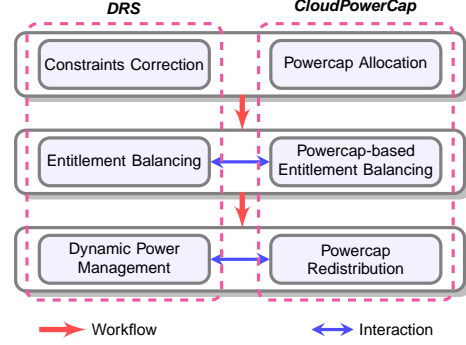 DRS
CloudPowerCap
Constraints Correction
Powercap Allocation
Entitlement Balancing
Powercap-based
Entitlement Balancing
Dynamic Power
Management
Powercap
Redistribution
Workflow
Interaction